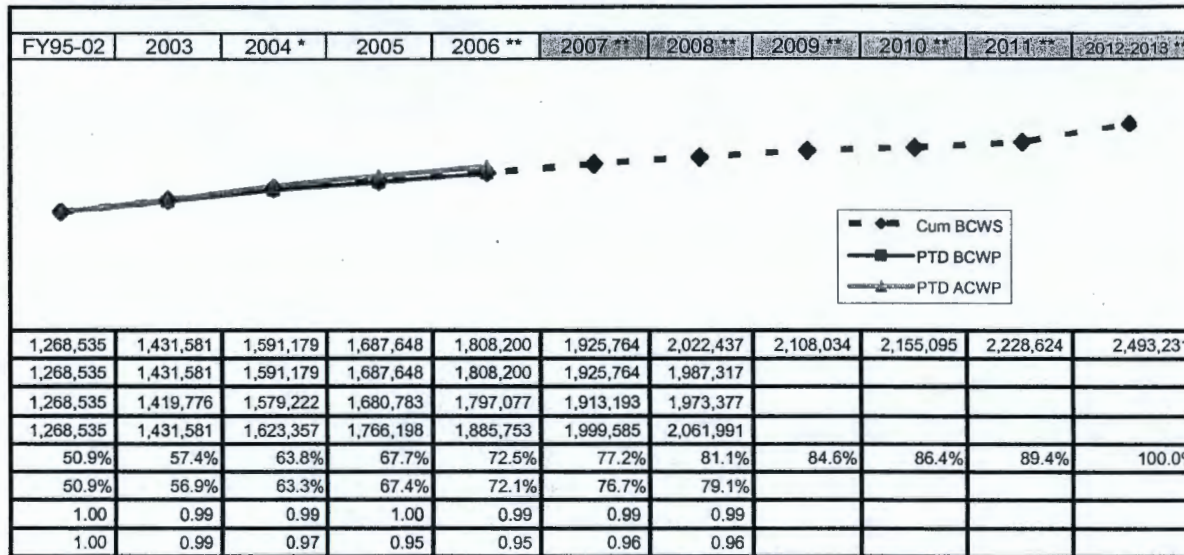 FY95-02 2003 2004 * 2005 2006 ** 2007 ** 2008 ** 2009 ** 2010 ** 2011 ** 2012-2013 **
Cum BCWS
PTD BCWP
PTD ACWP
1,268,535 1,431,581 1,591,179 1,687,648 1,808,200 1,925,764 2,022,437 2,108,034 2,155,095 2,228,624 2,493,231
1,268,535 1,431,581 1,591,179 1,687,648 1,808,200 1,925,764 1,987,317
1,268,535 1,419,776 1,579,222 1,680,783 1,797,077 1,913,193 1,973,377
1,268,535 1,431,581 1,623,357 1,766,198 1,885,753 1,999,585 2,061,991
50.9% 57.4% 63.8% 67.7% 72.5% 77.2% 81.1% 84.6% 86.4% 89.4% 100.0%
50.9% 56.9% 63.3% 67.4% 72.1% 76.7% 79.1%
1.00 0.99 0.99 1.00 0.99 0.99 0.99
1.00 0.99 0.97 0.95 0.95 0.96 0.96